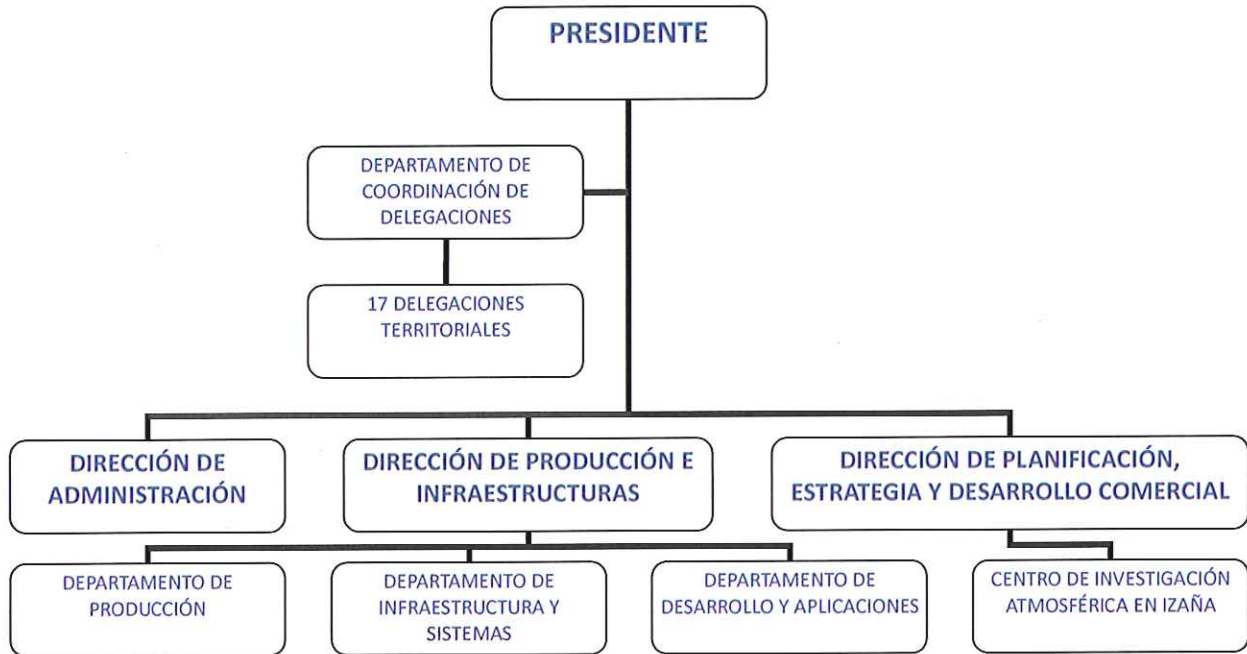 PRESIDENTE
DEPARTAMENTO DE
COORDINACIÓN DE
DELEGACIONES
17 DELEGACIONES
TERRITORIALES
DIRECCIÓN DE
ADMINISTRACIÓN
DIRECCIÓN DE PRODUCCIÓN E
INFRAESTRUCTURAS
DIRECCIÓN DE PLANIFICACIÓN,
ESTRATEGIA Y DESARROLLO COMERCIAL
DEPARTAMENTO DE
PRODUCCIÓN
DEPARTAMENTO DE
INFRAESTRUCTURA Y
SISTEMAS
DEPARTAMENTO DE
DESARROLLO Y APLICACIONES
CENTRO DE INVESTIGACIÓN
ATMOSFÉRICA EN IZAÑA